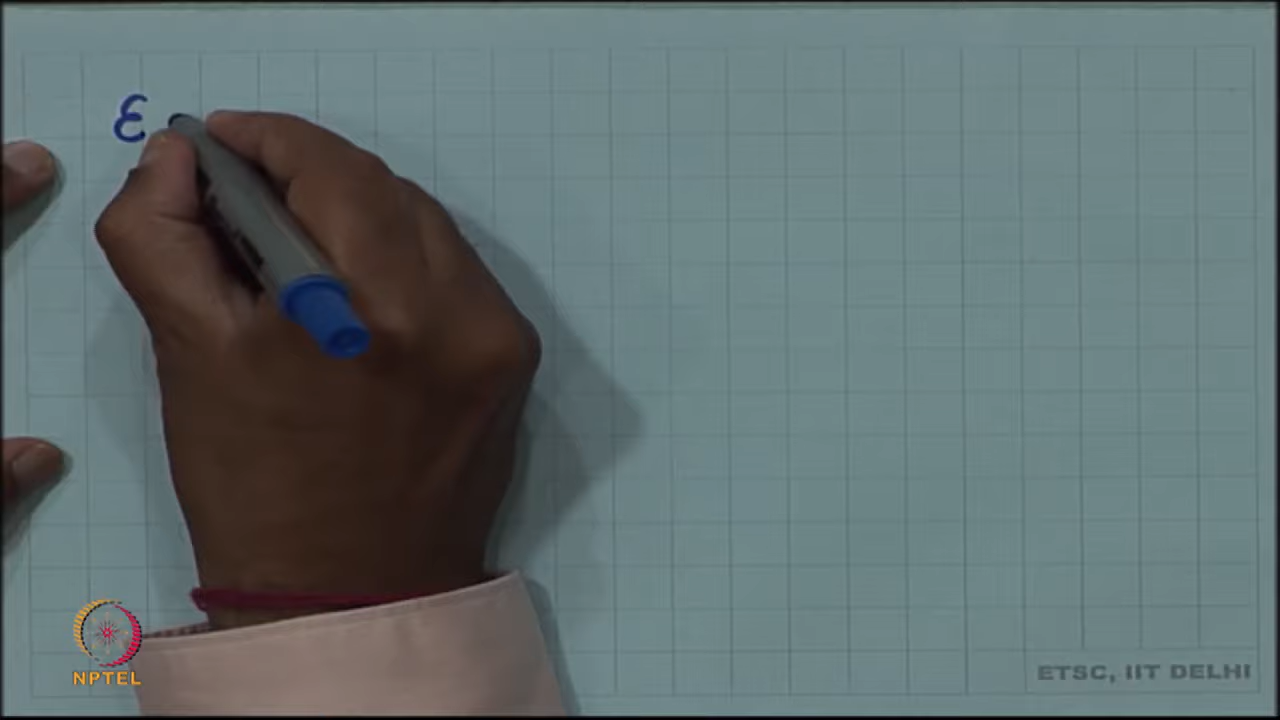 ε
NPTEL
ETSC, IIT DELHI